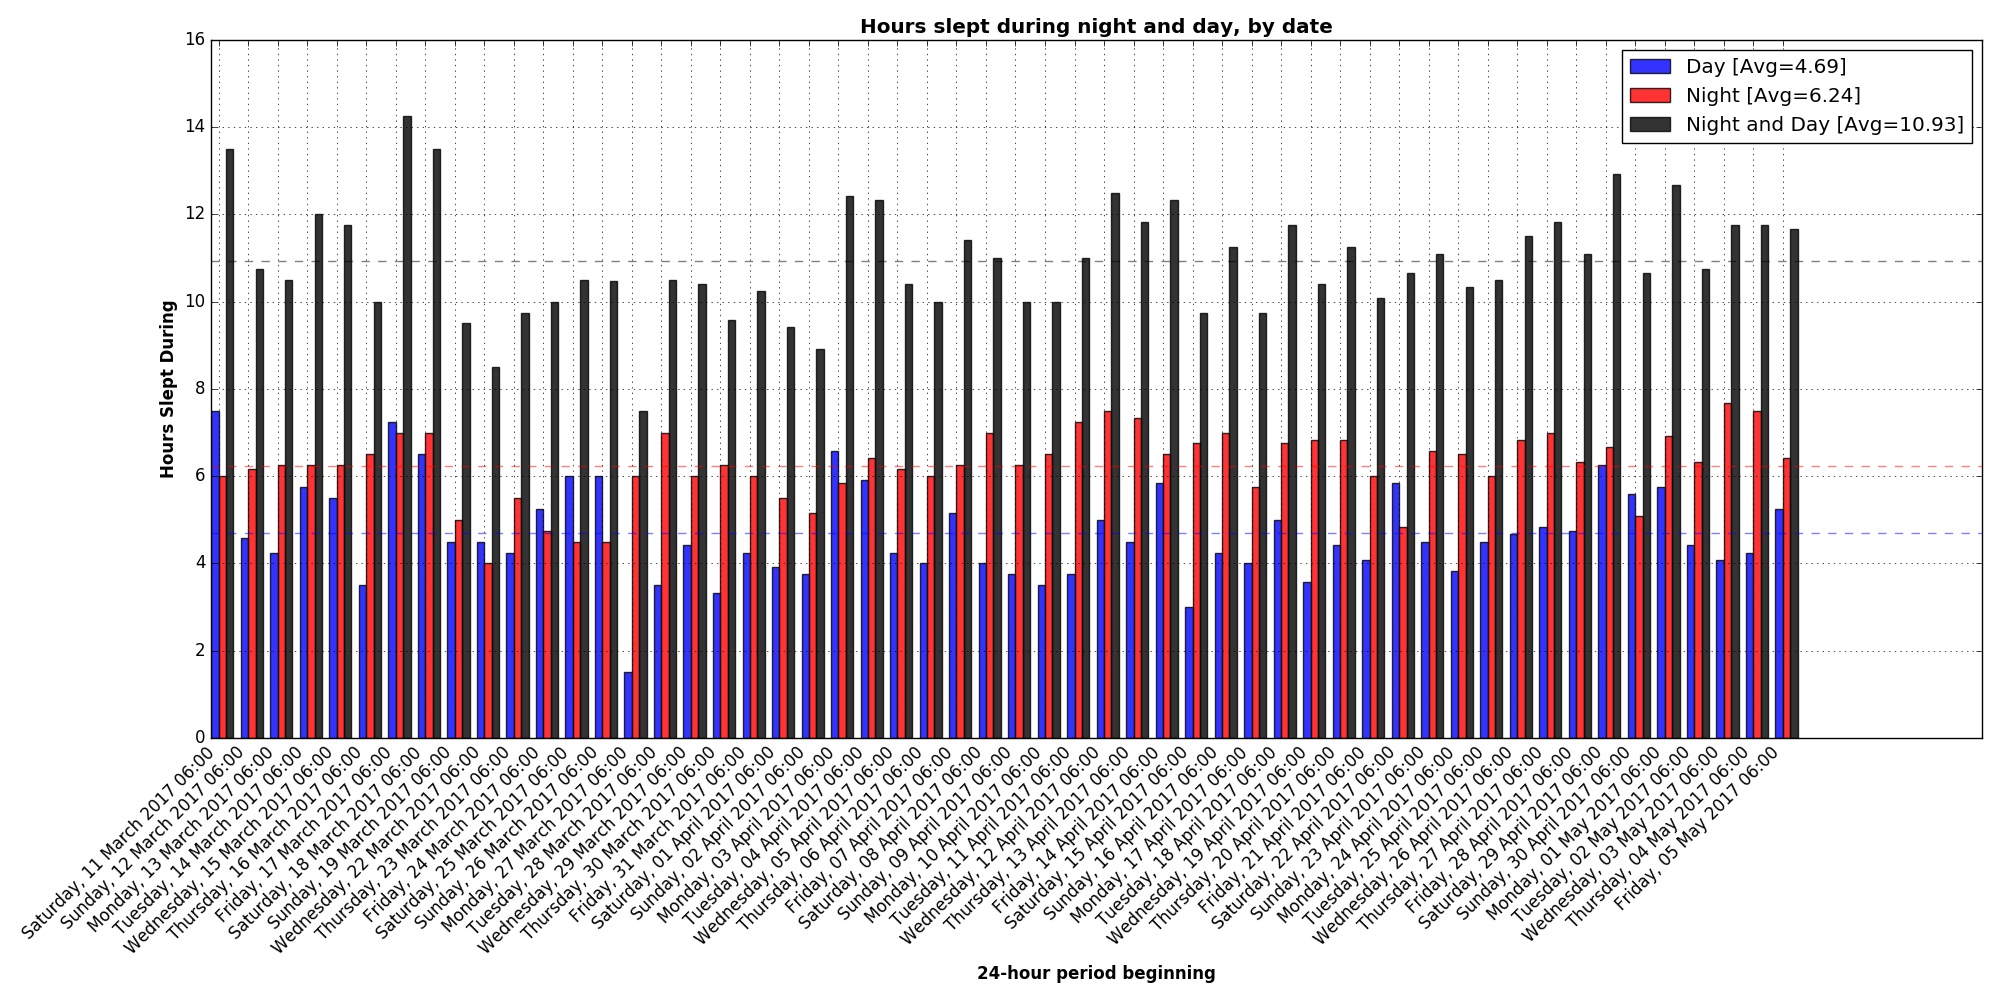 Hours slept during night and day, by date
16
14
12
10
8
6
4
2
0
Hours Slept During
Day [Avg=4.69]
Night [Avg=6.24]
Night and Day [Avg=10.93]
Saturday, 11 March 2017 06:00
Sunday, 12 March 2017 06:00
Monday, 13 March 2017 06:00
Tuesday, 14 March 2017 06:00
Wednesday, 15 March 2017 06:00
Thursday, 16 March 2017 06:00
Friday, 17 March 2017 06:00
Saturday, 18 March 2017 06:00
Sunday, 19 March 2017 06:00
Wednesday, 22 March 2017 06:00
Thursday, 23 March 2017 06:00
Friday, 24 March 2017 06:00
Saturday, 25 March 2017 06:00
Sunday, 26 March 2017 06:00
Monday, 27 March 2017 06:00
Tuesday, 28 March 2017 06:00
Wednesday, 29 March 2017 06:00
Thursday, 30 March 2017 06:00
Friday, 31 March 2017 06:00
Saturday, 01 April 2017 06:00
Sunday, 02 April 2017 06:00
Monday, 03 April 2017 06:00
Tuesday, 04 April 2017 06:00
Wednesday, 05 April 2017 06:00
Thursday, 06 April 2017 06:00
Friday, 07 April 2017 06:00
Saturday, 08 April 2017 06:00
Sunday, 09 April 2017 06:00
Monday, 10 April 2017 06:00
Tuesday, 11 April 2017 06:00
Wednesday, 12 April 2017 06:00
Thursday, 13 April 2017 06:00
Friday, 14 April 2017 06:00
Saturday, 15 April 2017 06:00
Sunday, 16 April 2017 06:00
Monday, 17 April 2017 06:00
Tuesday, 18 April 2017 06:00
Wednesday, 19 April 2017 06:00
Thursday, 20 April 2017 06:00
Friday, 21 April 2017 06:00
Saturday, 22 April 2017 06:00
Sunday, 23 April 2017 06:00
Monday, 24 April 2017 06:00
Tuesday, 25 April 2017 06:00
Wednesday, 26 April 2017 06:00
Thursday, 27 April 2017 06:00
Friday, 28 April 2017 06:00
Saturday, 29 April 2017 06:00
Sunday, 30 April 2017 06:00
Monday, 01 May 2017 06:00
Tuesday, 02 May 2017 06:00
Wednesday, 03 May 2017 06:00
Thursday, 04 May 2017 06:00
Friday, 05 May 2017 06:00
24-hour period beginning